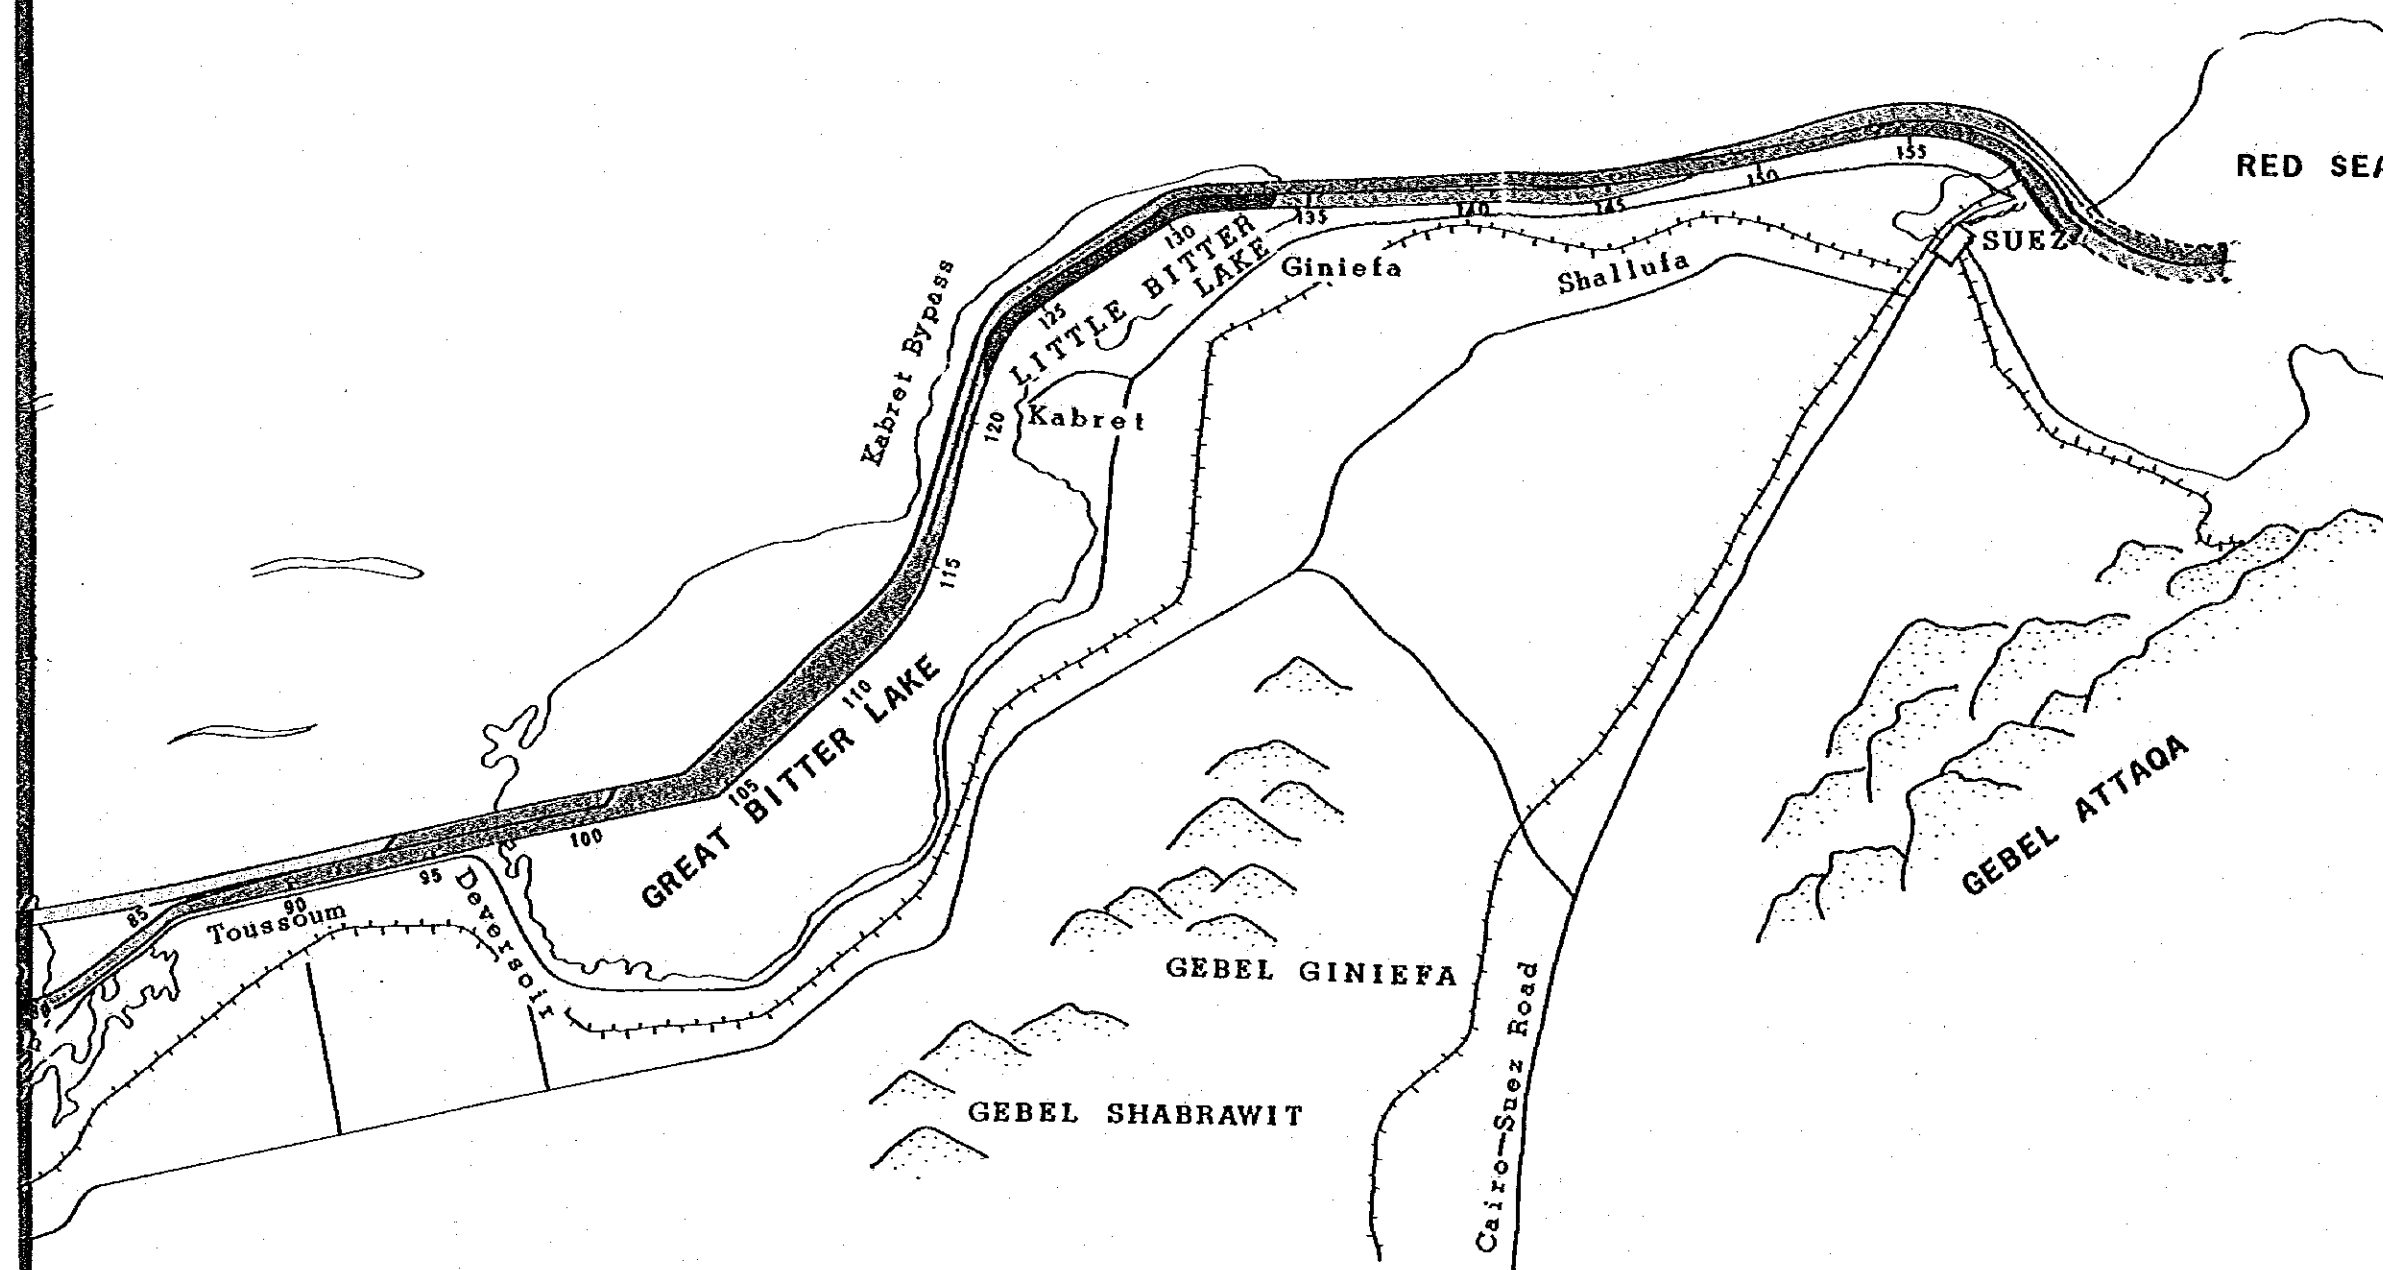 RED SEA
155
150
145
140
135
130
125
120
115
110
105
100
95
90
85
SUEZ
LITTLE BITTER
LAKE
Giniefa
Shallufa
Kabret Bypass
Kabret
GREAT BITTER LAKE
Toussoum
Deversoir
GEBEL ATTAQA
GEBEL GINIEFA
GEBEL SHABRAWIT
Cairo—Suez Road